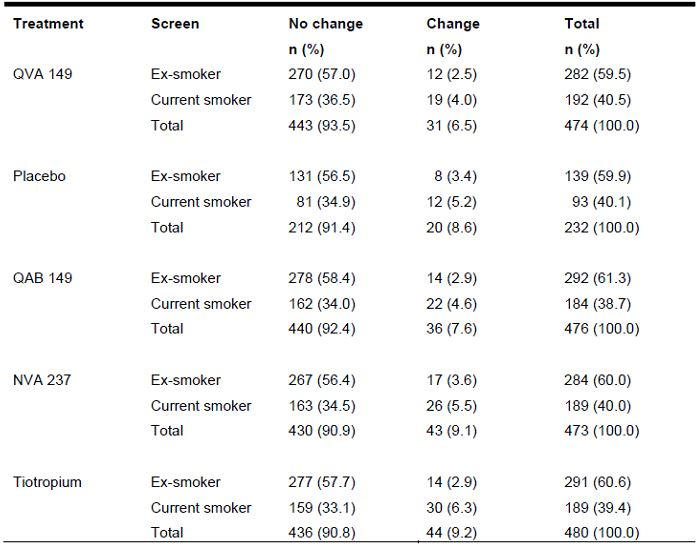 Treatment Screen No change Change Total
n (%) n (%) n (%)
QVA 149 Ex-smoker 270 (57.0) 12 (2.5) 282 (59.5)
Current smoker 173 (36.5) 19 (4.0) 192 (40.5)
Total 443 (93.5) 31 (6.5) 474 (100.0)
Placebo Ex-smoker 131 (56.5) 8 (3.4) 139 (59.9)
Current smoker 81 (34.9) 12 (5.2) 93 (40.1)
Total 212 (91.4) 20 (8.6) 232 (100.0)
QAB 149 Ex-smoker 278 (58.4) 14 (2.9) 292 (61.3)
Current smoker 162 (34.0) 22 (4.6) 184 (38.7)
Total 440 (92.4) 36 (7.6) 476 (100.0)
NVA 237 Ex-smoker 267 (56.4) 17 (3.6) 284 (60.0)
Current smoker 163 (34.5) 26 (5.5) 189 (40.0)
Total 430 (90.9) 43 (9.1) 473 (100.0)
Tiotropium Ex-smoker 277 (57.7) 14 (2.9) 291 (60.6)
Current smoker 159 (33.1) 30 (6.3) 189 (39.4)
Total 436 (90.8) 44 (9.2) 480 (100.0)